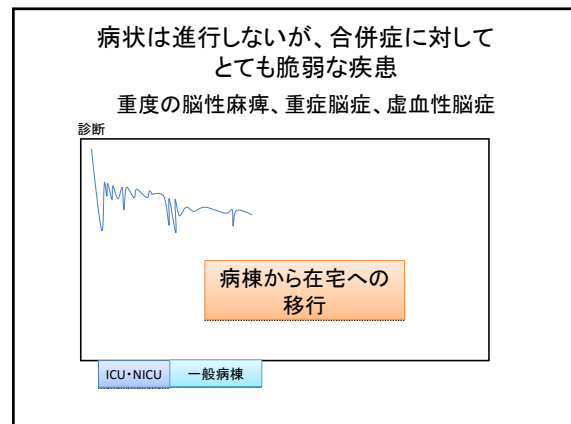 病状は進行しないが、合併症に対して
とても脆弱な疾患
重度の脳性麻痺、重症脳症、虚血性脳症
診断
病棟から在宅への
移行
ICU・NICU
一般病棟